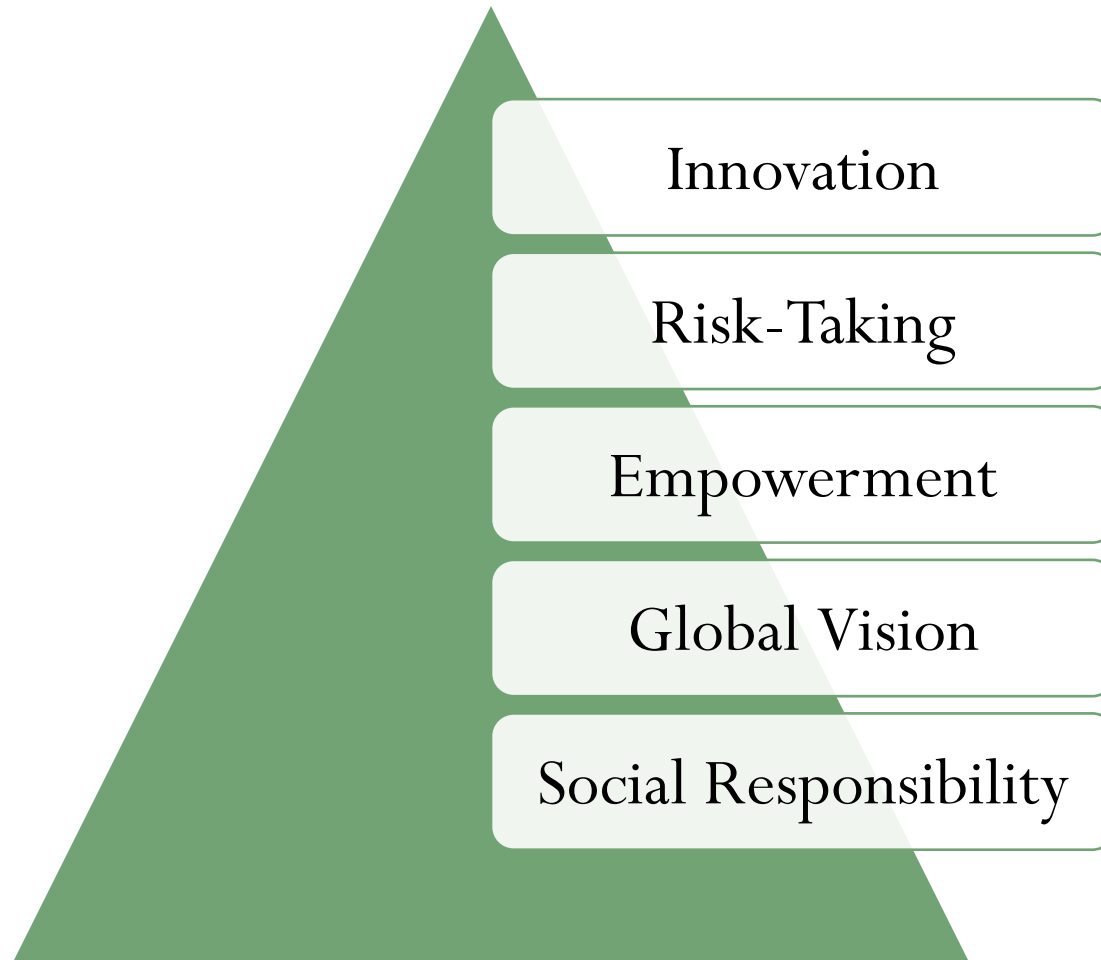 Innovation
Risk-Taking
Empowerment
Global Vision
Social Responsibility